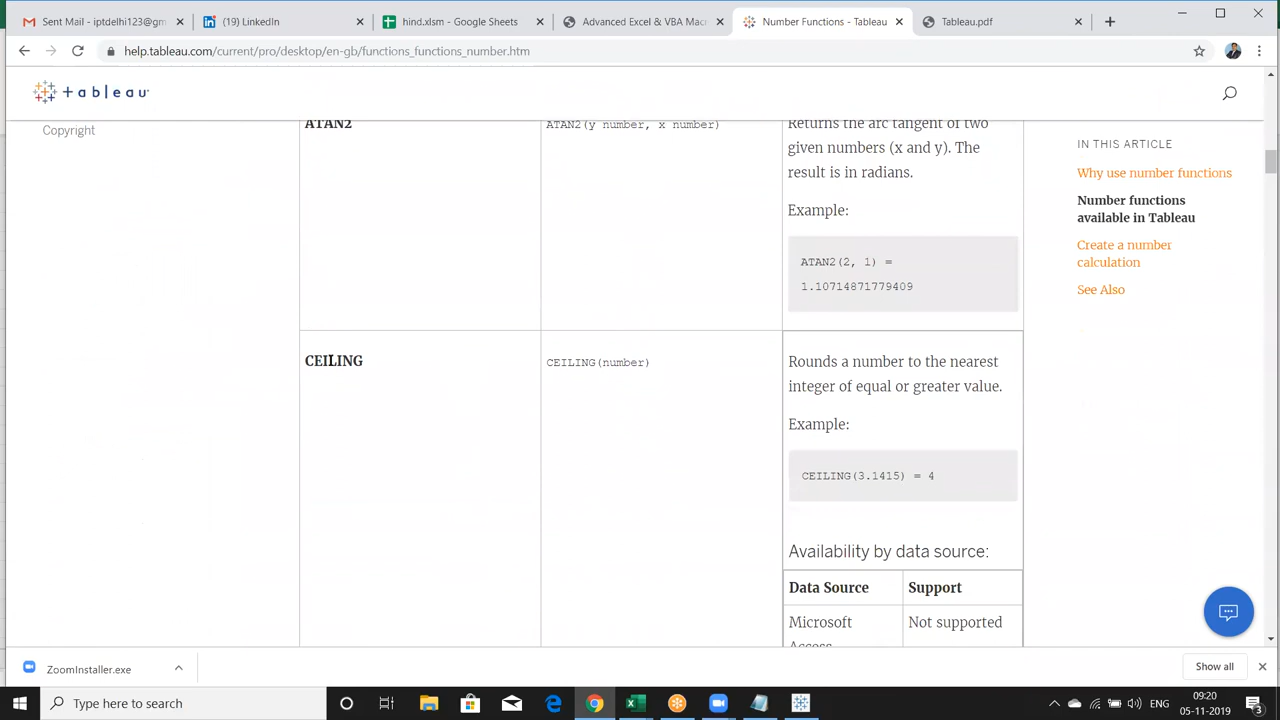 Sent Mail - iptdelhi123@gm
(19) LinkedIn
hind.xlsm - Google Sheets
Advanced Excel & VBA Mac
Number Functions - Tableau
Tableau.pdf
help.tableau.com/current/pro/desktop/en-gb/functions_functions_number.htm
+ a b l e a u
Copyright
ATAN2
ATAN2(y number, x number)
Returns the arc tangent of two
given numbers (x and y). The
result is in radians.
Example:
ATAN2(2, 1) =
1.10714871779409
CEILING
CEILING(number)
Rounds a number to the nearest
integer of equal or greater value.
Example:
CEILING(3.1415) = 4
Availability by data source:
Data Source
Support
Microsoft
Access
Not supported
IN THIS ARTICLE
Why use number functions
Number functions
available in Tableau
Create a number
calculation
See Also
ZoomInstaller.exe
Show all
Type here to search
ENG
09:20
05-11-2019
3